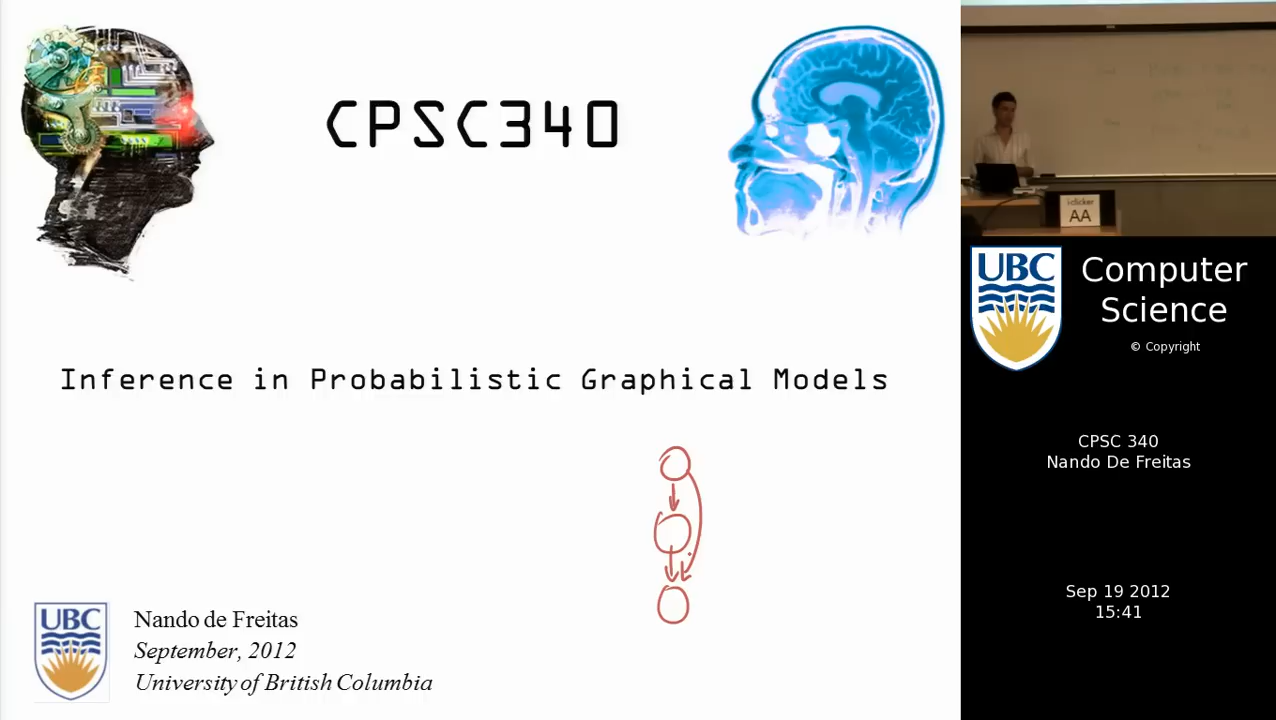 CPSC340
Inference in Probabilistic Graphical Models
UBC
Nando de Freitas
September, 2012
University of British Columbia
i-clicker
AA
UBC
Computer
Science
© Copyright
CPSC 340
Nando De Freitas
Sep 19 2012
15:41